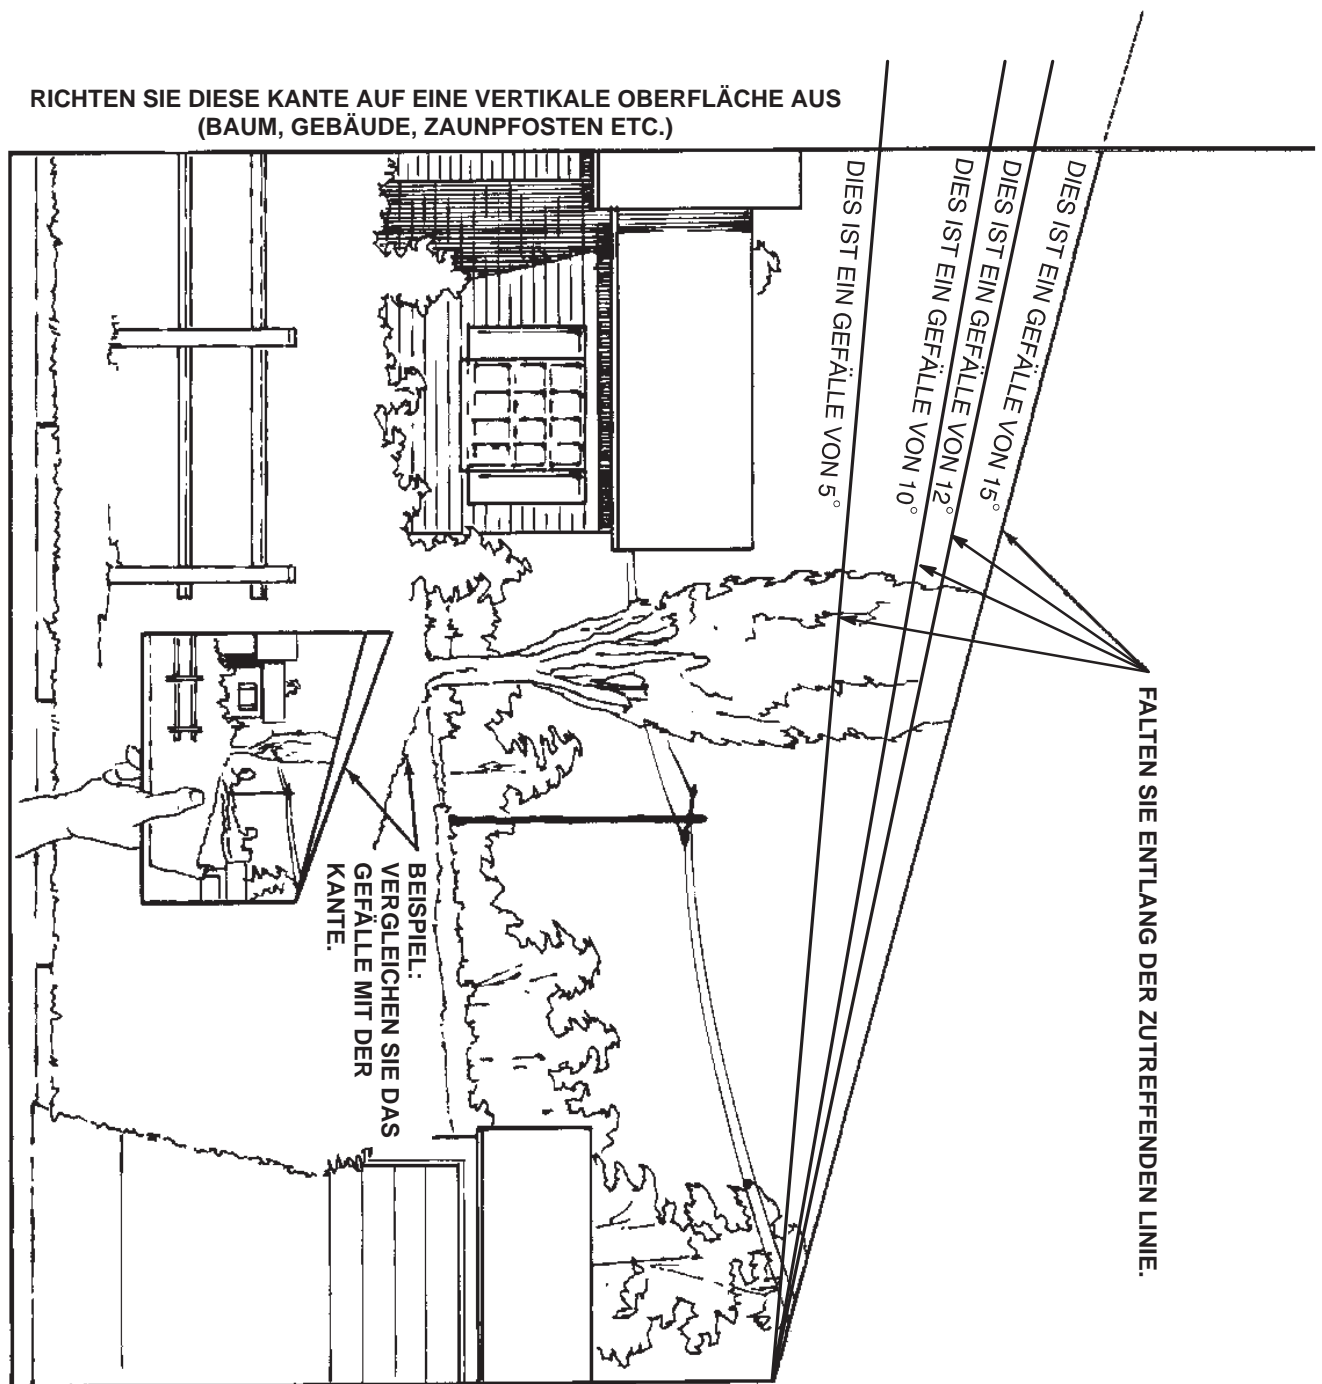 RICHTEN SIE DIESE KANTE AUF EINE VERTIKALE OBERFLÄCHE AUS
(BAUM, GEBÄUDE, ZAUNPFOSTEN ETC.)
DIES IST EIN GEFÄLLE VON 15°
DIES IST EIN GEFÄLLE VON 12°
DIES IST EIN GEFÄLLE VON 10°
DIES IST EIN GEFÄLLE VON 5°
FALTEN SIE ENTLANG DER ZUTREFFENDEN LINIE.
BEISPIEL:
VERGLEICHEN SIE DAS
GEFÄLLE MIT DER
KANTE.